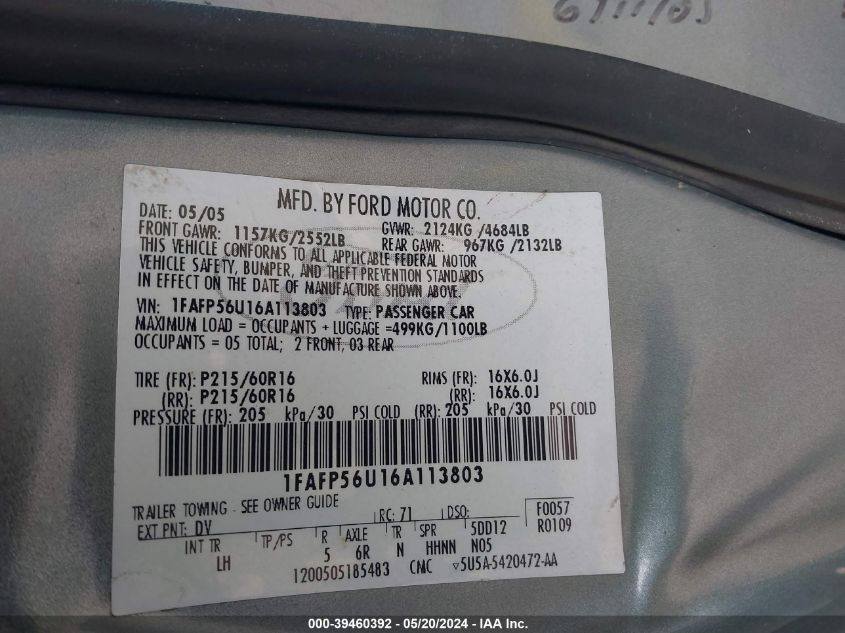 MFD. BY FORD MOTOR CO.
DATE: 05/05 GVWR: 2124KG /4684LB
FRONT GAWR: 1157KG/2552LB REAR GAWR: 967KG /2132LB
THIS VEHICLE CONFORMS TO ALL APPLICABLE FEDERAL MOTOR
VEHICLE SAFETY, BUMPER, AND THEFT PREVENTION STANDARDS
IN EFFECT ON THE DATE OF MANUFACTURE SHOWN ABOVE.
VIN: 1FAFP56U16A113803 TYPE: PASSENGER CAR
MAXIMUM LOAD = OCCUPANTS + LUGGAGE =499KG/1100LB
OCCUPANTS = 05 TOTAL; 2 FRONT, 03 REAR
TIRE (FR): P215/60R16 RIMS (FR): 16X6.0J
(RR): P215/60R16 (RR): 16X6.0J
PRESSURE (FR): 205 kPa/30 PSI COLD (RR): 205 kPa/30 PSI COLD
1FAFP56U16A113803
TRAILER TOWING - SEE OWNER GUIDE
EXT PNT: DV RC: 71 DSO: F0057
INT TR TP/PS R AXLE TR SPR 5DD12 R0109
LH 5 6R N HHNN N05
1200505185483 CMC ▽5U5A-5420472-AA
000-39460392 - 05/20/2024 - IAA Inc.